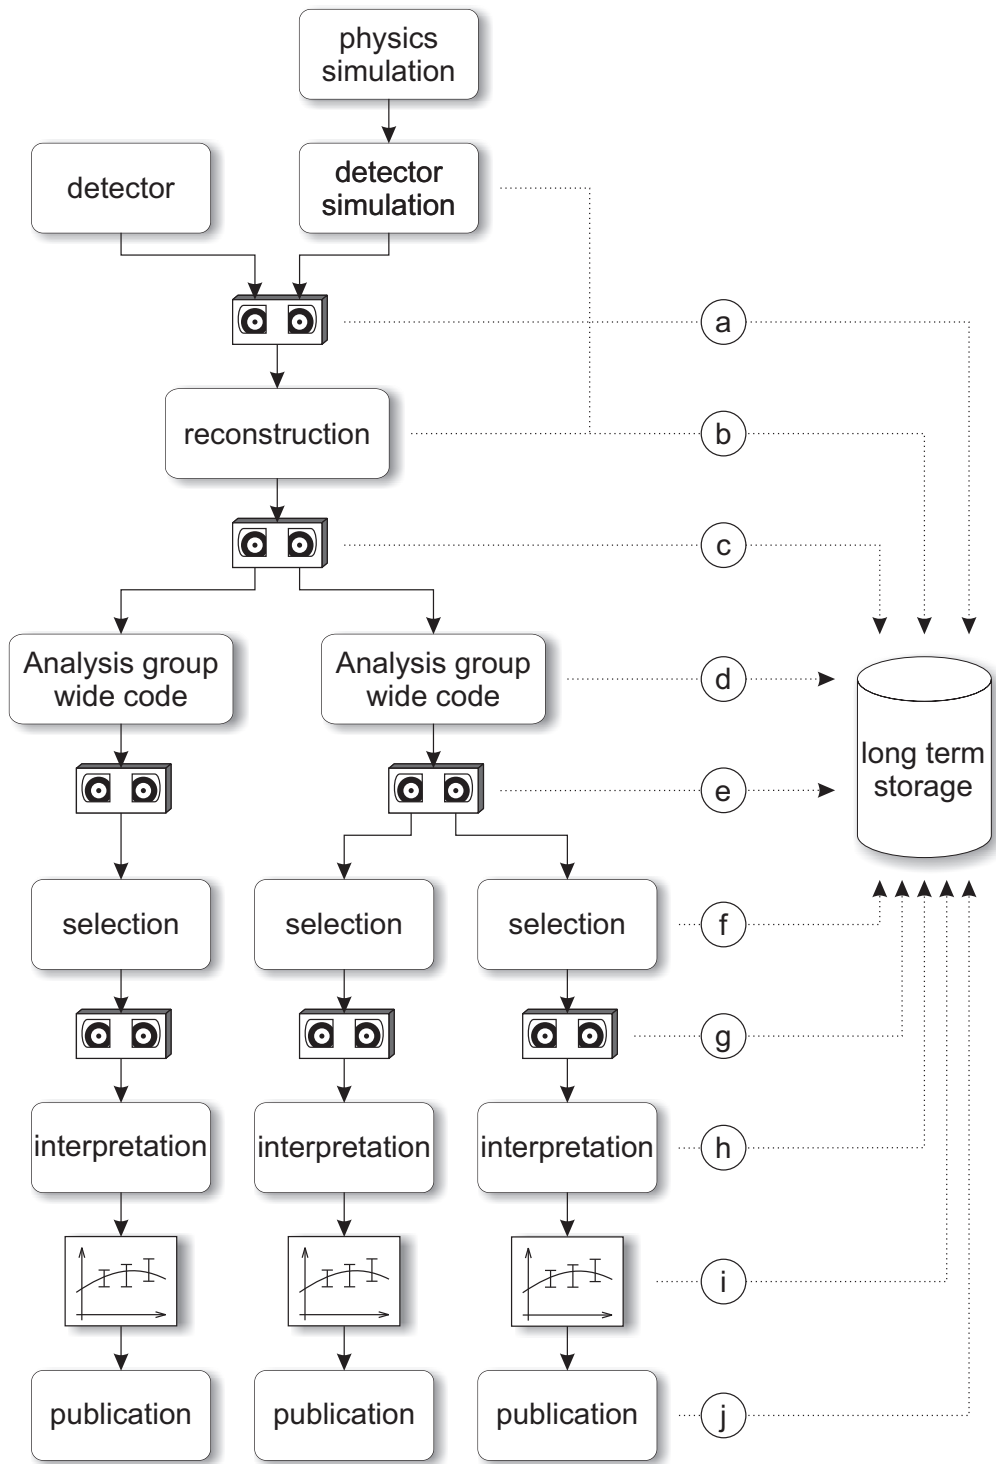 physics
simulation
detector
detector
simulation
a
reconstruction
b
c
Analysis group
wide code
Analysis group
wide code
d
long term
storage
e
selection
selection
selection
f
g
interpretation
interpretation
interpretation
h
i
publication
publication
publication
j